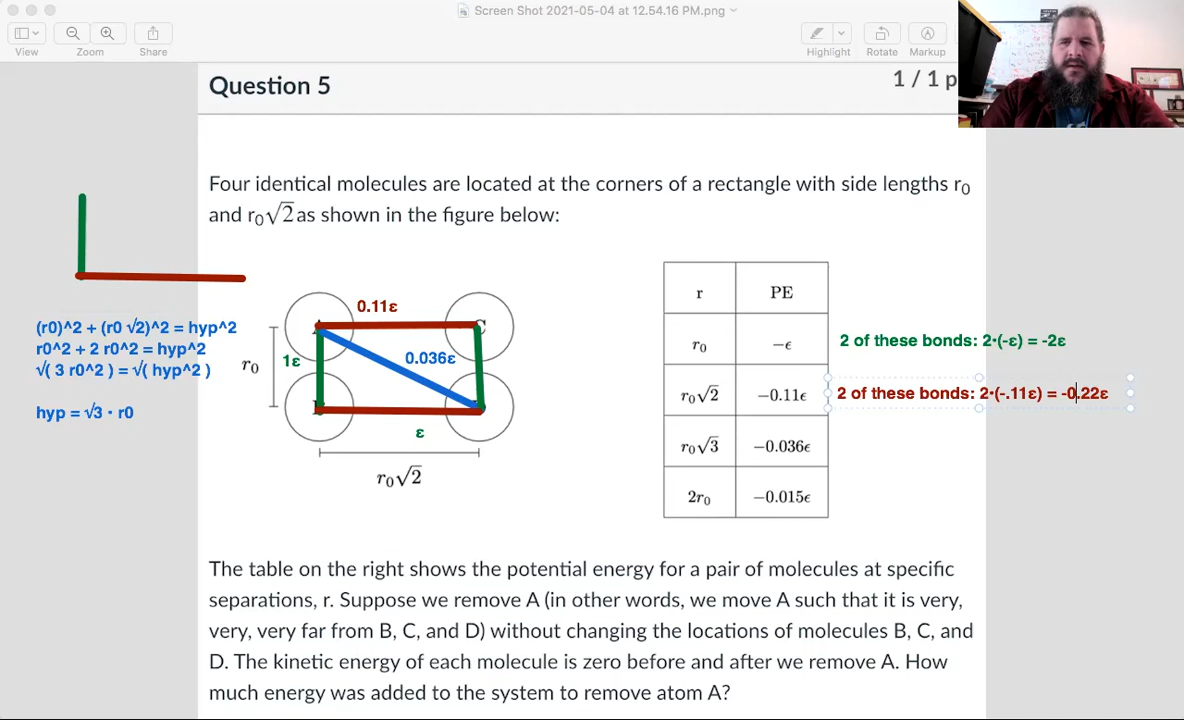 Screen Shot 2021-05-04 at 12.54.16 PM.png
View
Zoom
Share
Highlight
Rotate
Markup
Question 5
1 / 1 p
Four identical molecules are located at the corners of a rectangle with side lengths r₀
and r₀√2 as shown in the figure below:
(r0)^2 + (r0 √2)^2 = hyp^2
r0^2 + 2 r0^2 = hyp^2
√( 3 r0^2 ) = √( hyp^2 )
hyp = √3 · r0
0.11ε
C
r₀
1ε
0.036ε
ε
r₀√2
r PE
r₀ −ϵ
r₀√2 −0.11ϵ
r₀√3 −0.036ϵ
2r₀ −0.015ϵ
2 of these bonds: 2·(-ε) = -2ε
2 of these bonds: 2·(-.11ε) = -0.22ε
The table on the right shows the potential energy for a pair of molecules at specific
separations, r. Suppose we remove A (in other words, we move A such that it is very,
very, very far from B, C, and D) without changing the locations of molecules B, C, and
D. The kinetic energy of each molecule is zero before and after we remove A. How
much energy was added to the system to remove atom A?